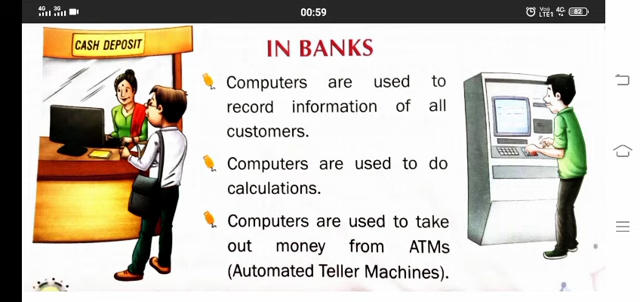 00:59
CASH DEPOSIT
IN BANKS
Computers are used to
record information of all
customers.
Computers are used to do
calculations.
Computers are used to take
out money from ATMs
(Automated Teller Machines).